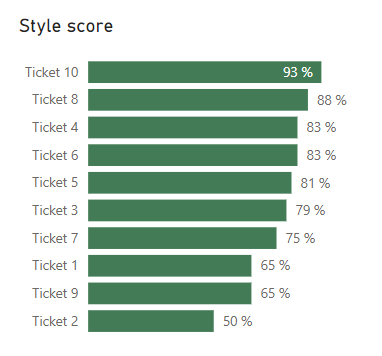 Style score
Ticket 10 93 %
Ticket 8 88 %
Ticket 4 83 %
Ticket 6 83 %
Ticket 5 81 %
Ticket 3 79 %
Ticket 7 75 %
Ticket 1 65 %
Ticket 9 65 %
Ticket 2 50 %